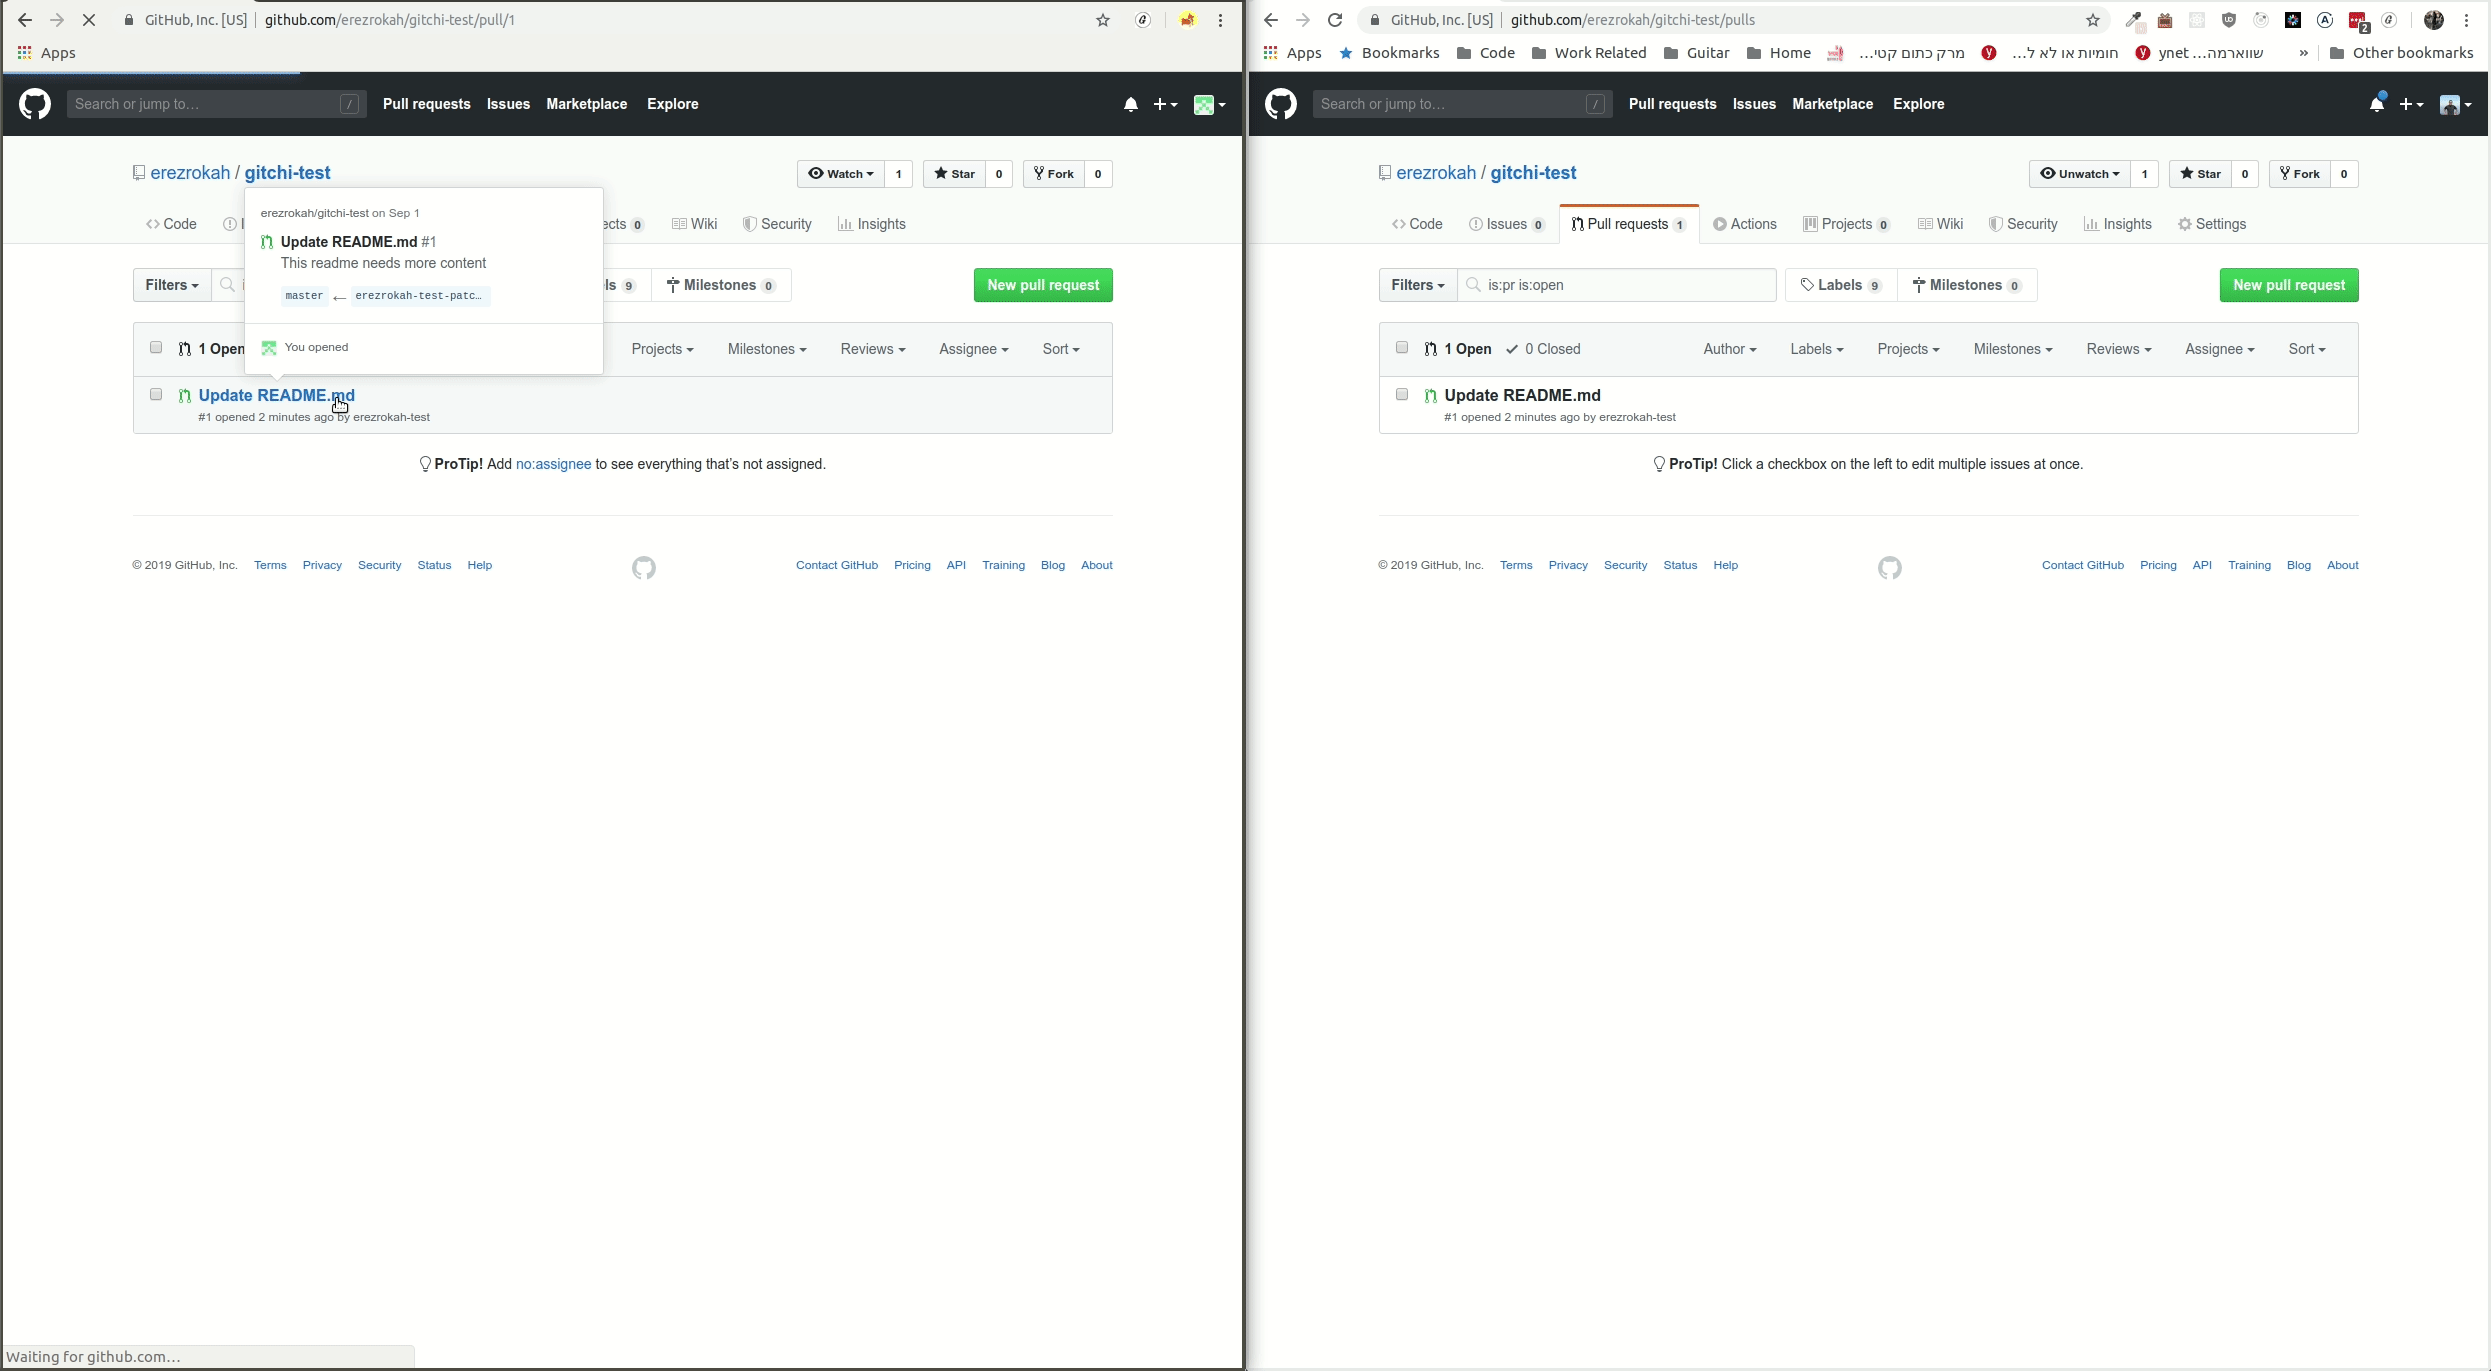 GitHub, Inc. [US] | github.com/erezrokah/gitchi-test/pull/1
Apps
Search or jump to... /
Pull requests Issues Marketplace Explore
erezrokah / gitchi-test
Watch 1 Star 0 Fork 0
Code I ects 0 Wiki Security Insights
erezrokah/gitchi-test on Sep 1
Update README.md #1
This readme needs more content
master ← erezrokah-test-patc...
You opened
Filters i ls 9 Milestones 0 New pull request
1 Open Projects Milestones Reviews Assignee Sort
Update README.md
#1 opened 2 minutes ago by erezrokah-test
ProTip! Add no:assignee to see everything that's not assigned.
© 2019 GitHub, Inc. Terms Privacy Security Status Help Contact GitHub Pricing API Training Blog About
Waiting for github.com...
GitHub, Inc. [US] | github.com/erezrokah/gitchi-test/pulls
2
Apps Bookmarks Code Work Related Guitar Home מרק כתום קטי... חומיות או לא ל... ynet שווארמה... » Other bookmarks
Search or jump to... /
Pull requests Issues Marketplace Explore
erezrokah / gitchi-test
Unwatch 1 Star 0 Fork 0
Code Issues 0 Pull requests 1 Actions Projects 0 Wiki Security Insights Settings
Filters is:pr is:open Labels 9 Milestones 0 New pull request
1 Open 0 Closed Author Labels Projects Milestones Reviews Assignee Sort
Update README.md
#1 opened 2 minutes ago by erezrokah-test
ProTip! Click a checkbox on the left to edit multiple issues at once.
© 2019 GitHub, Inc. Terms Privacy Security Status Help Contact GitHub Pricing API Training Blog About